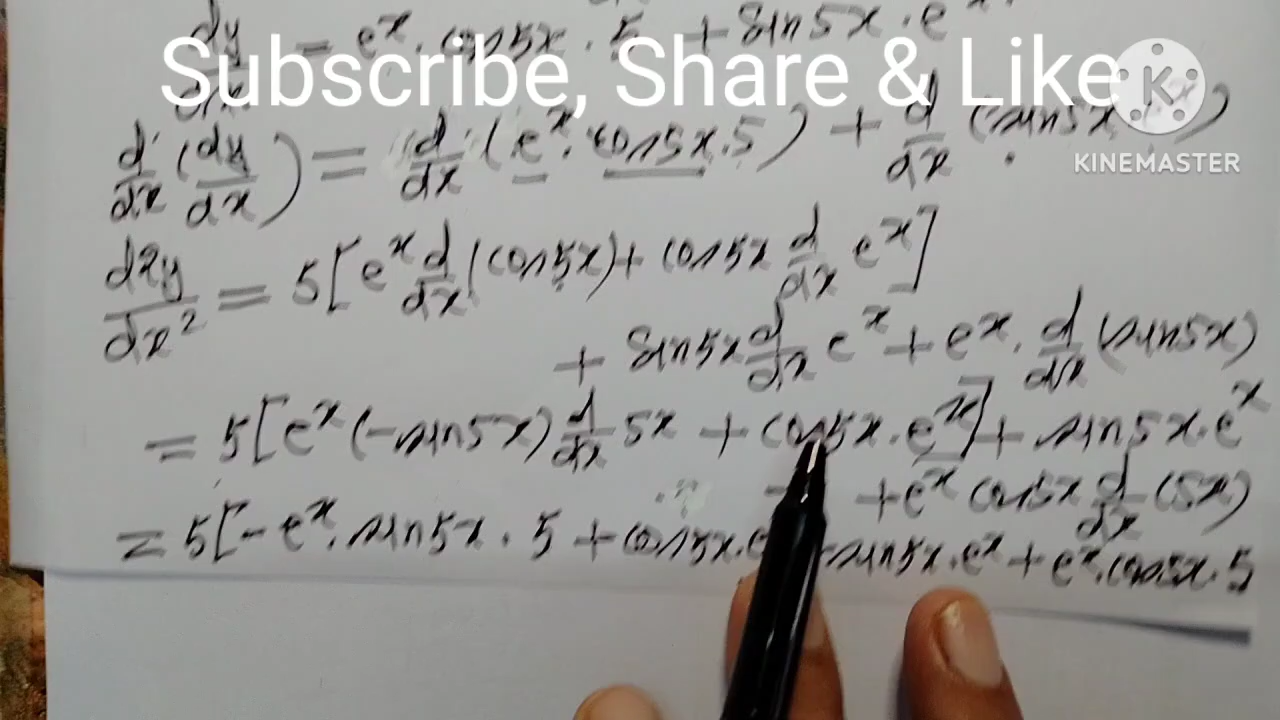 dy/dx = e^x . cos5x . 5 + sin5x . e^x
Subscribe, Share & Like
K
KINEMASTER
d/dx (dy/dx) = d/dx (e^x . cos5x . 5) + d/dx (sin5x
d2y/dx^2 = 5[e^x d/dx (cos5x) + cos5x d/dx e^x]
+ sin5x d/dx e^x + e^x . d/dx (sin5x)
= 5[e^x (-sin5x) d/dx 5x + cos5x . e^x] + sin5x . e^x
+ e^x cos5x d/dx (5x)
= 5[-e^x . sin5x . 5 + cos5x . e sin5x . e^x + e^x . cos5x . 5